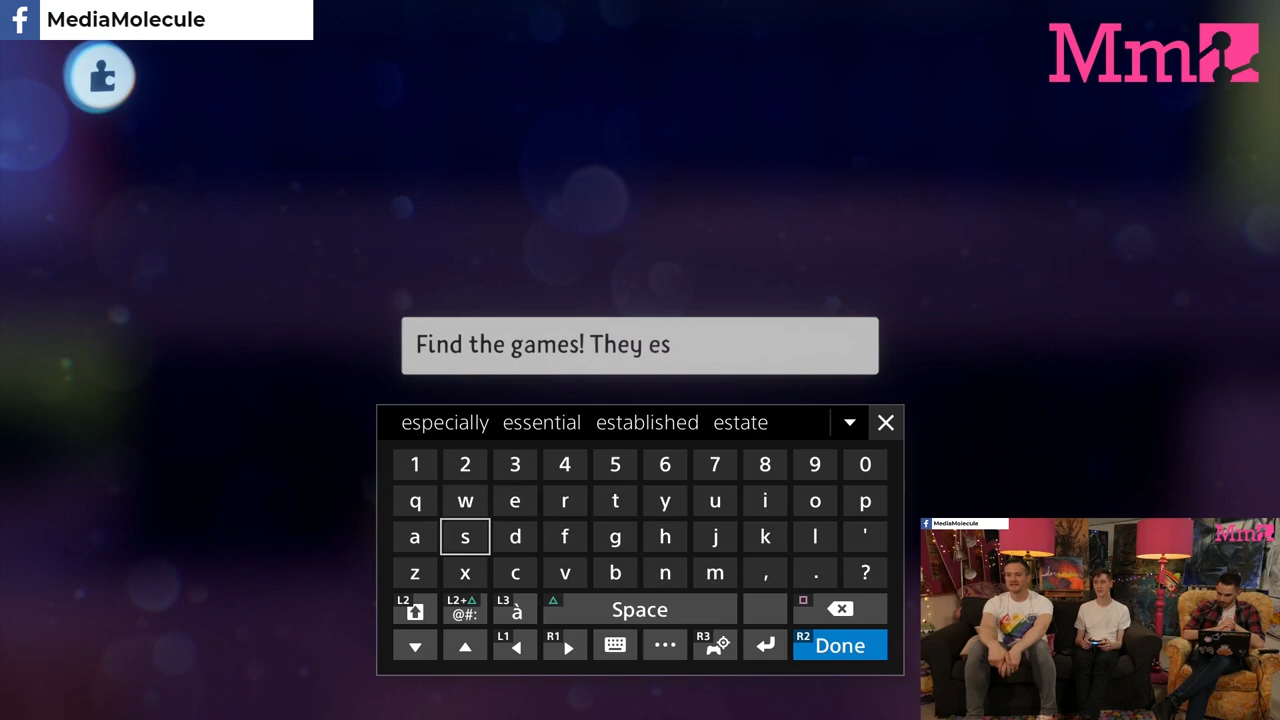 MediaMolecule
Mm
Find the games! They es
especially essential established estate
1 2 3 4 5 6 7 8 9 0
q w e r t y u i o p
a s d f g h j k l '
z x c v b n m , . ?
L2 L2+△ @#: L3 à △ Space
L1 R1 ... R3 R2 Done
MediaMolecule
Mm